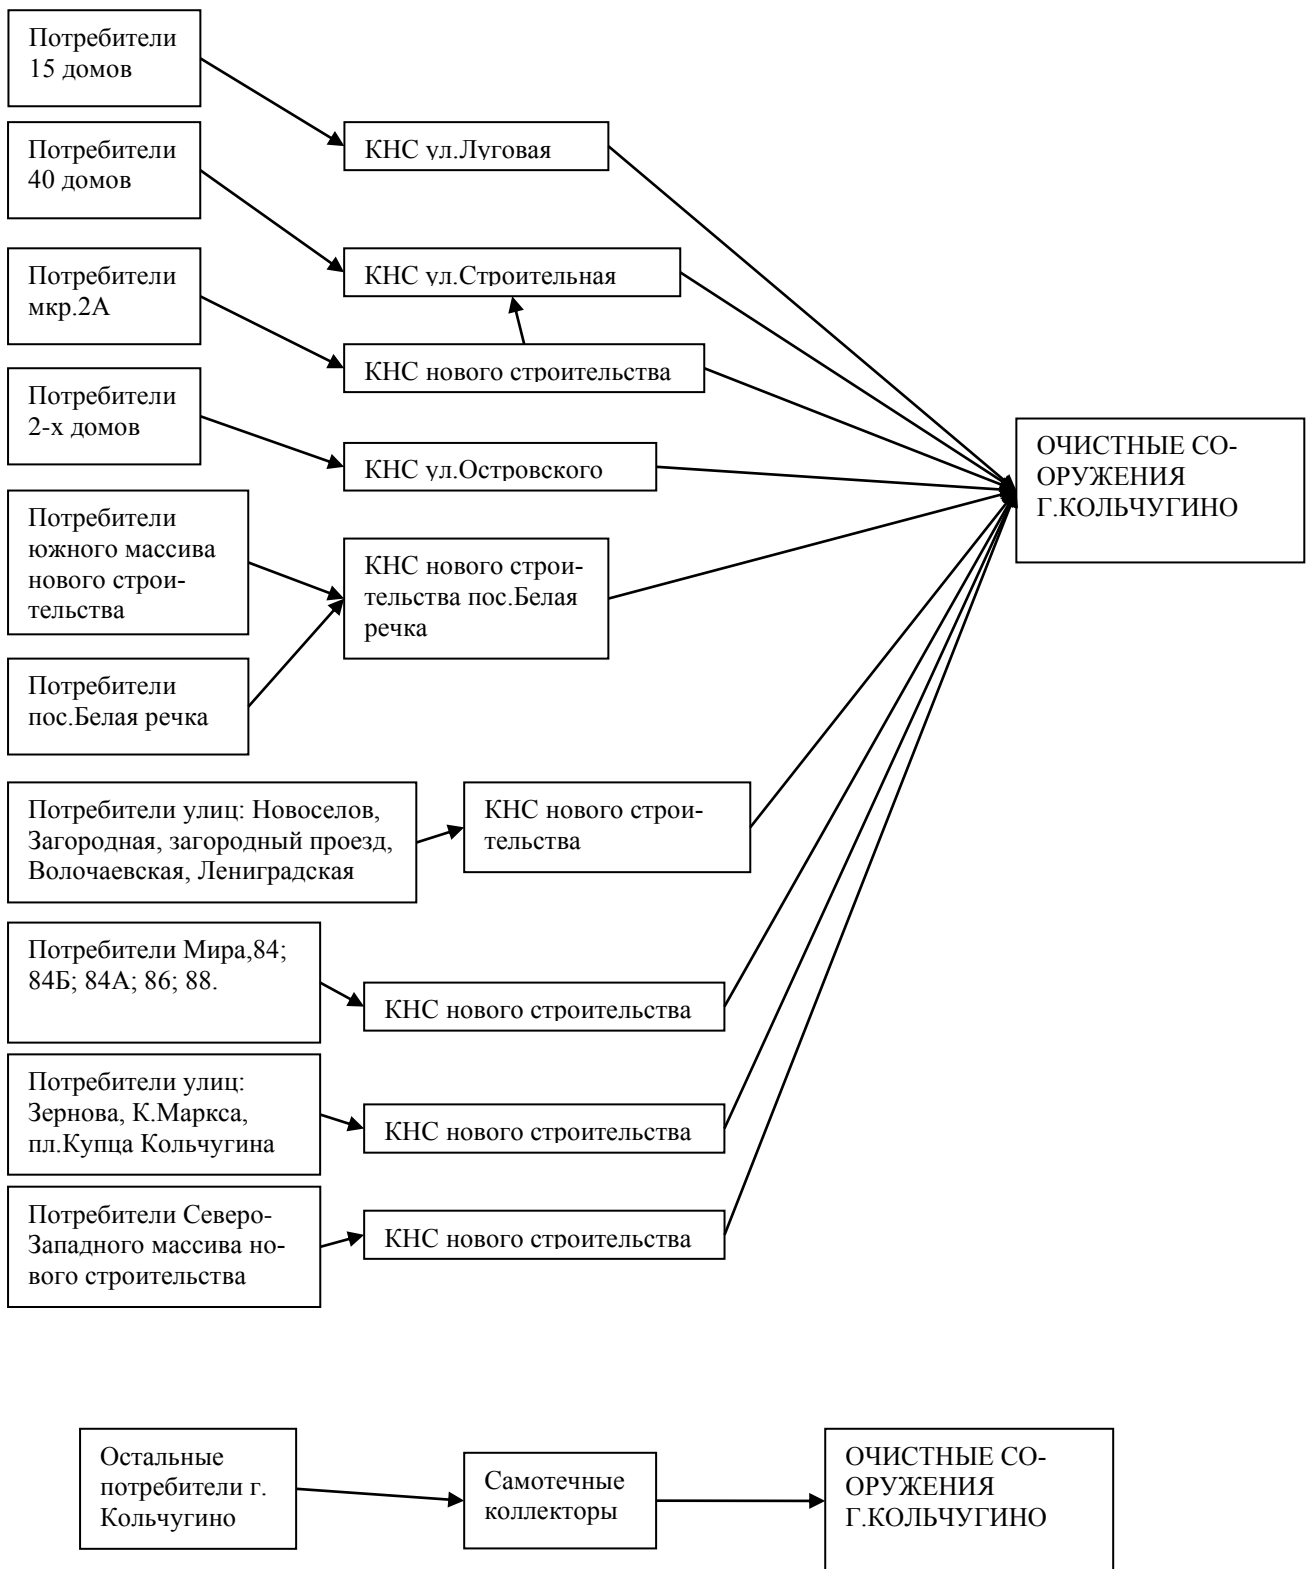 Потребители
15 домов
КНС ул.Луговая
Потребители
40 домов
КНС ул.Строительная
Потребители
мкр.2А
КНС нового строительства
Потребители
2-х домов
КНС ул.Островского
ОЧИСТНЫЕ СО-
ОРУЖЕНИЯ
Г.КОЛЬЧУГИНО
Потребители
южного массива
нового строи-
тельства
КНС нового строи-
тельства пос.Белая
речка
Потребители
пос.Белая речка
Потребители улиц: Новоселов,
Загородная, загородный проезд,
Волочаевская, Лениградская
КНС нового строи-
тельства
Потребители Мира,84;
84Б; 84А; 86; 88.
КНС нового строительства
Потребители улиц:
Зернова, К.Маркса,
пл.Купца Кольчугина
КНС нового строительства
Потребители Северо-
Западного массива но-
вого строительства
КНС нового строительства
Остальные
потребители г.
Кольчугино
Самотечные
коллекторы
ОЧИСТНЫЕ СО-
ОРУЖЕНИЯ
Г.КОЛЬЧУГИНО